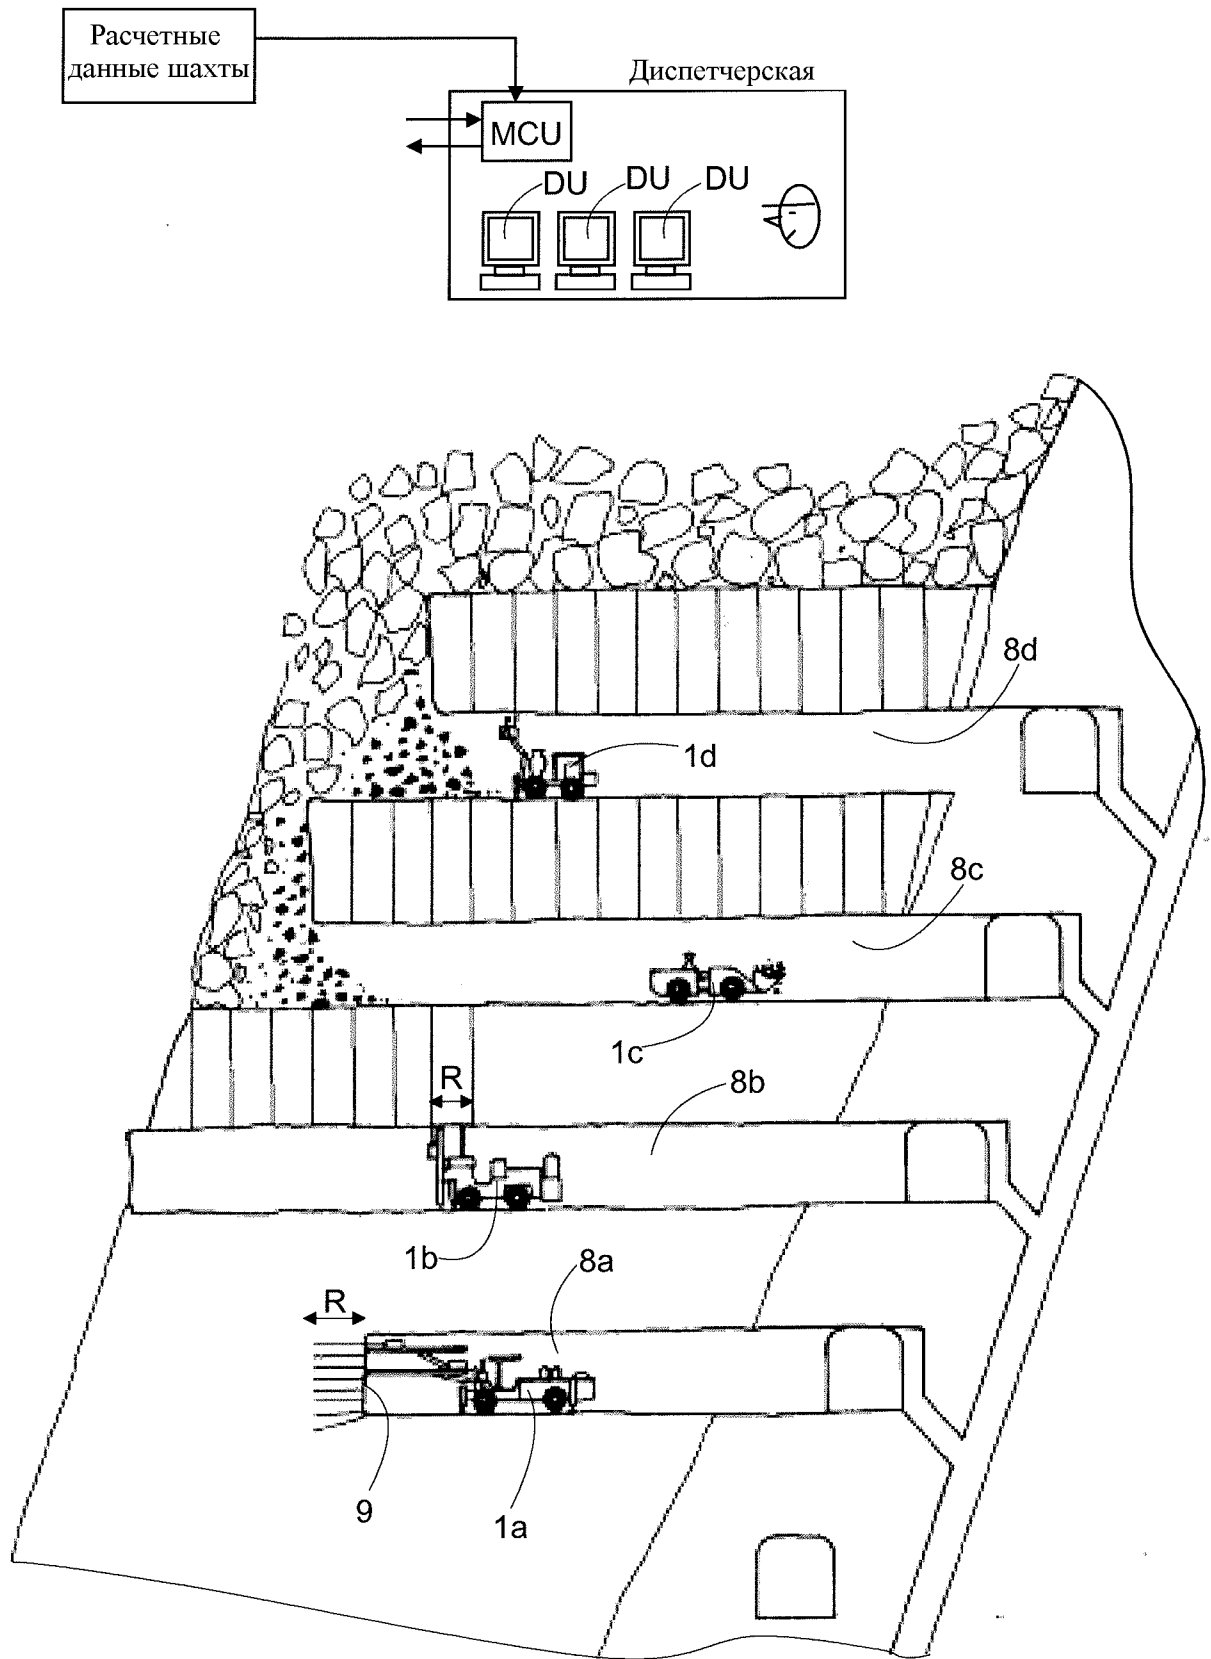 Расчетные
данные шахты
Диспетчерская
MCU
DU DU DU
8d
1d
8c
1c
R
8b
1b
8a
R
9
1a